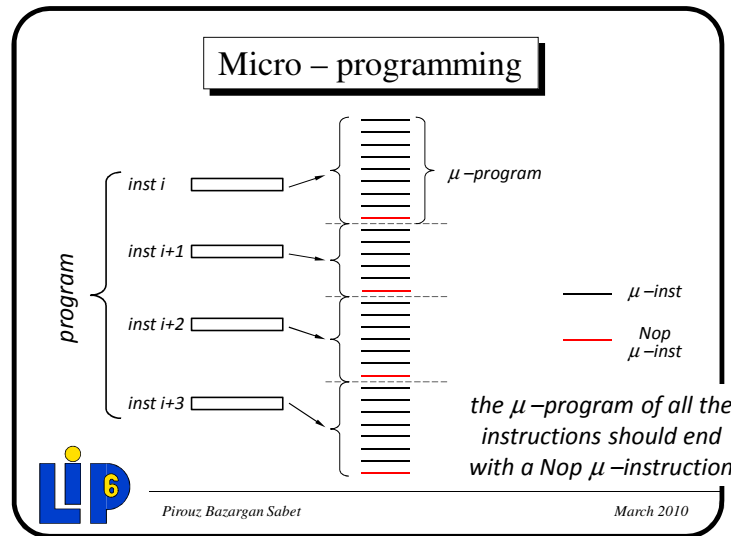 Micro – programming
program
inst i
inst i+1
inst i+2
inst i+3
μ –program
μ –inst
Nop
μ –inst
the μ –program of all the
instructions should end
with a Nop μ –instruction
LIP6
Pirouz Bazargan Sabet
March 2010